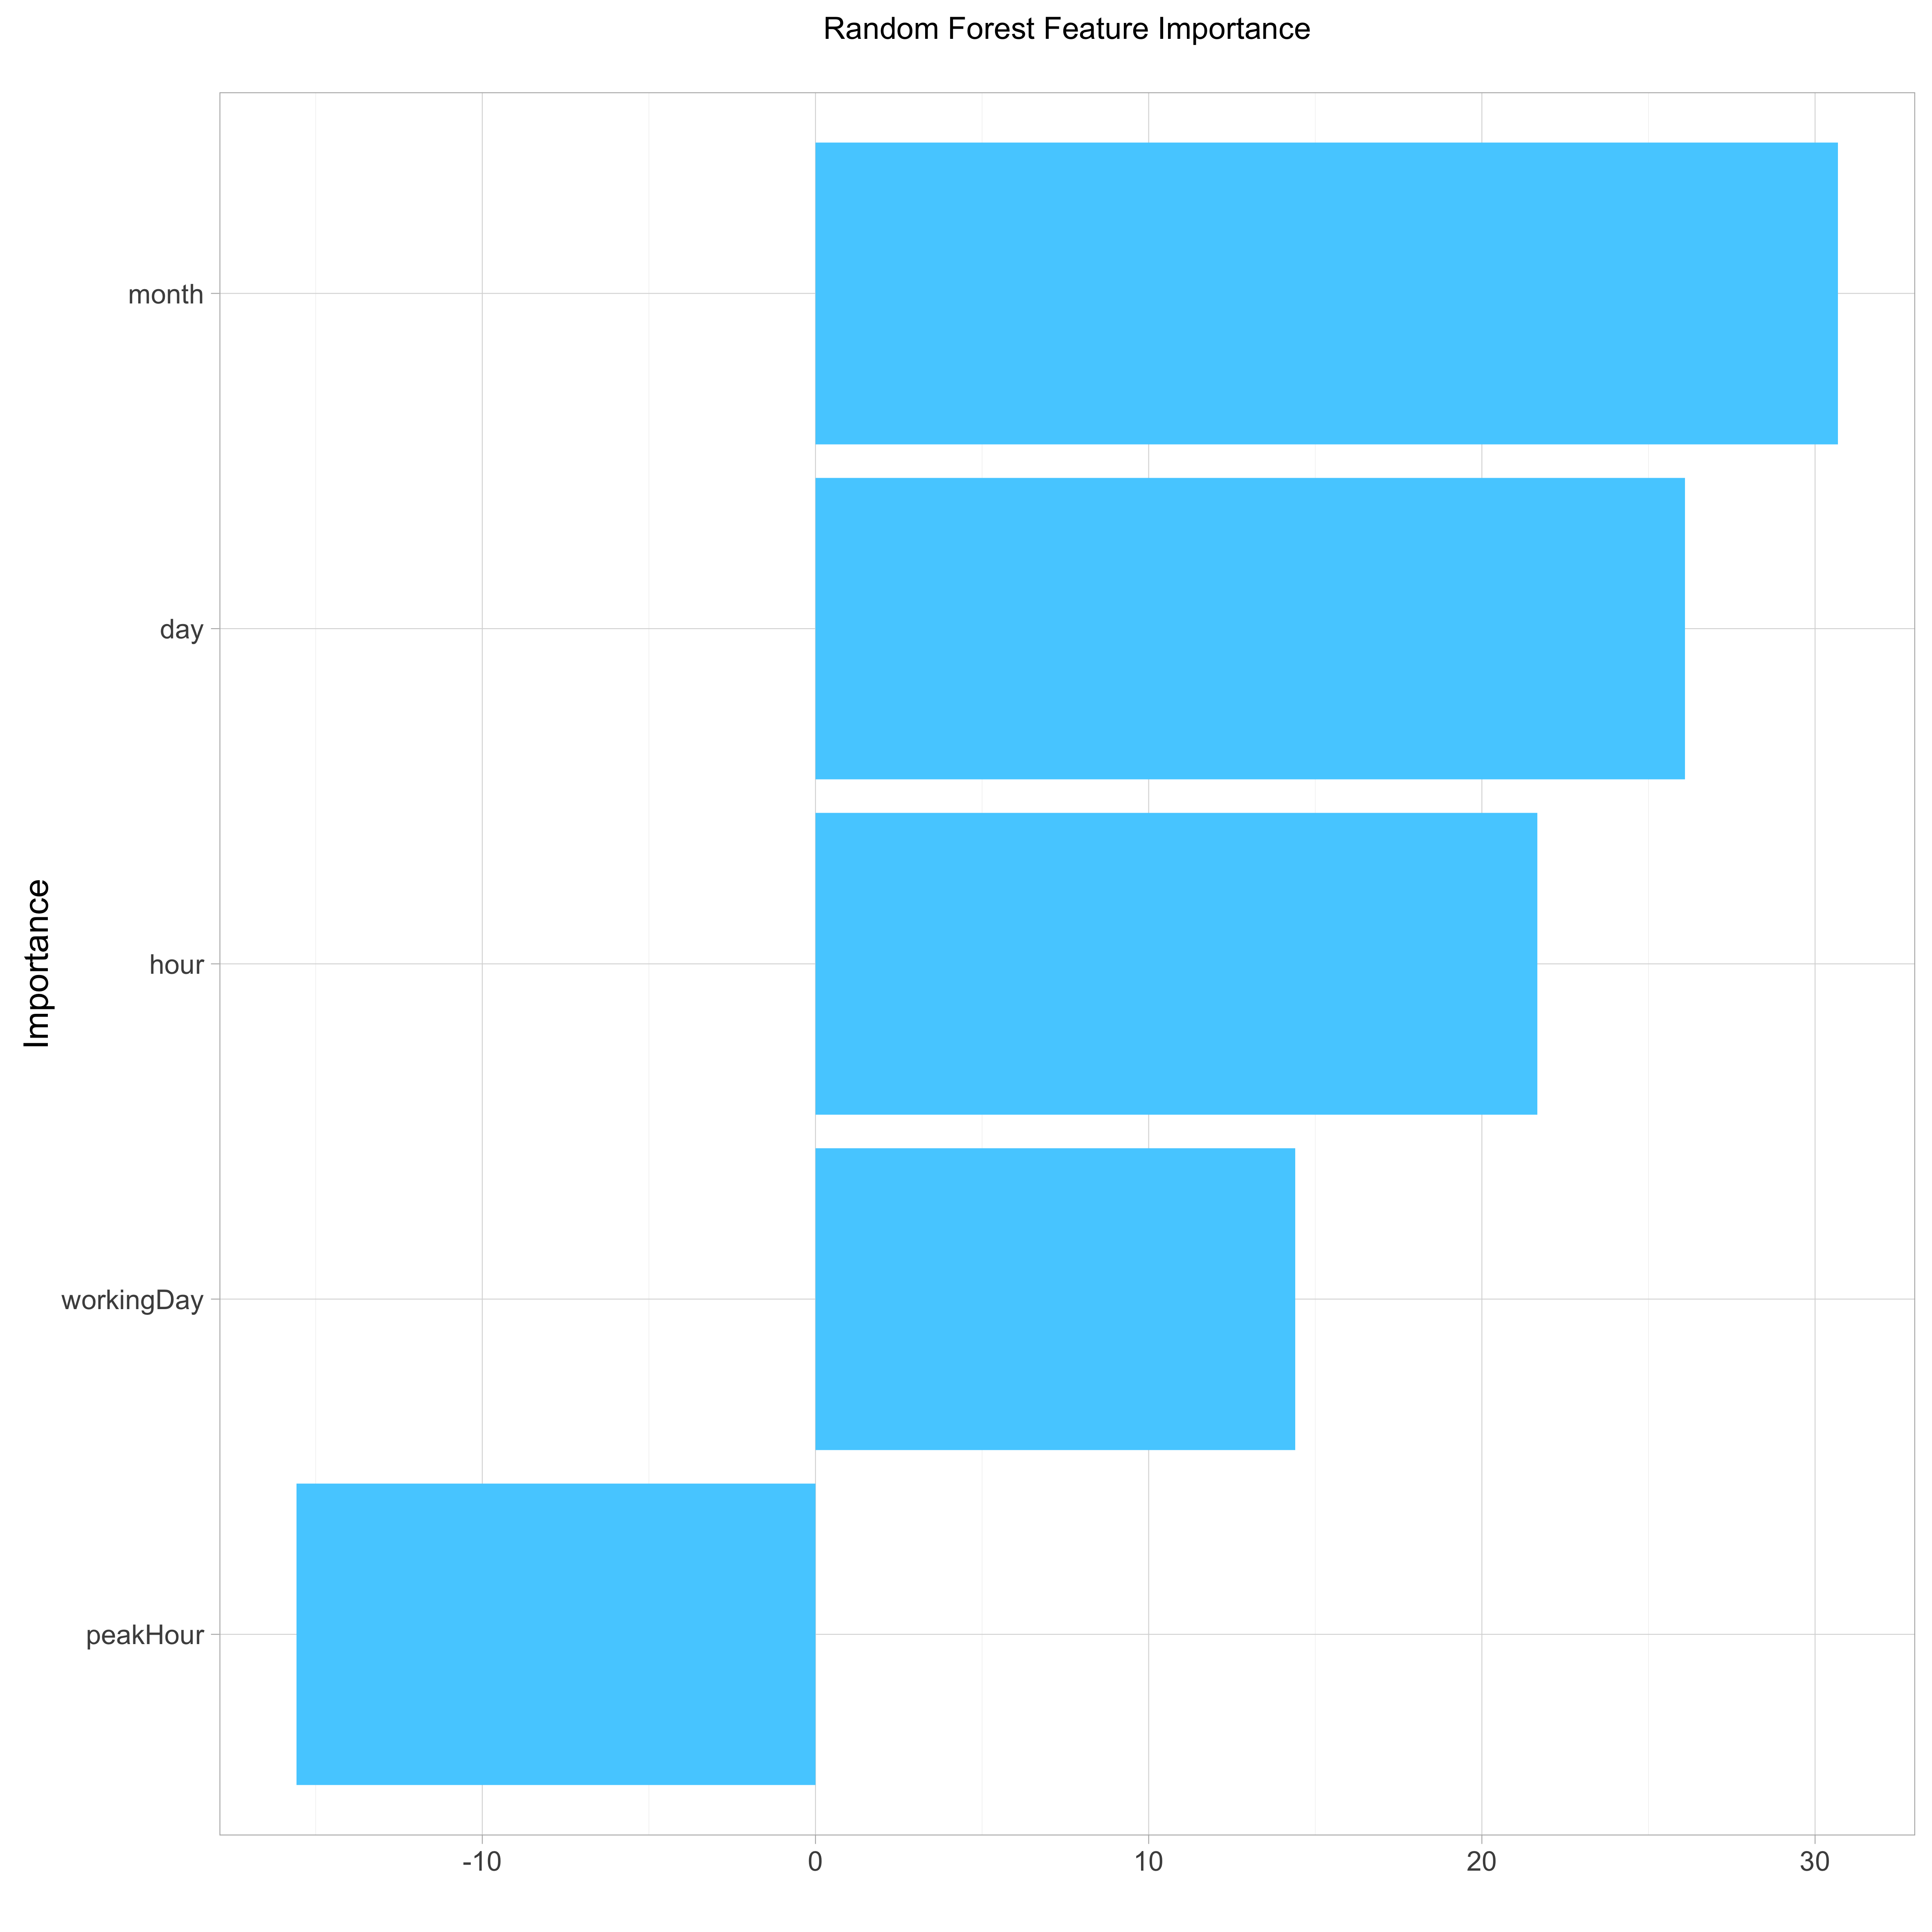 Random Forest Feature Importance
Importance
month
day
hour
workingDay
peakHour
-10 0 10 20 30